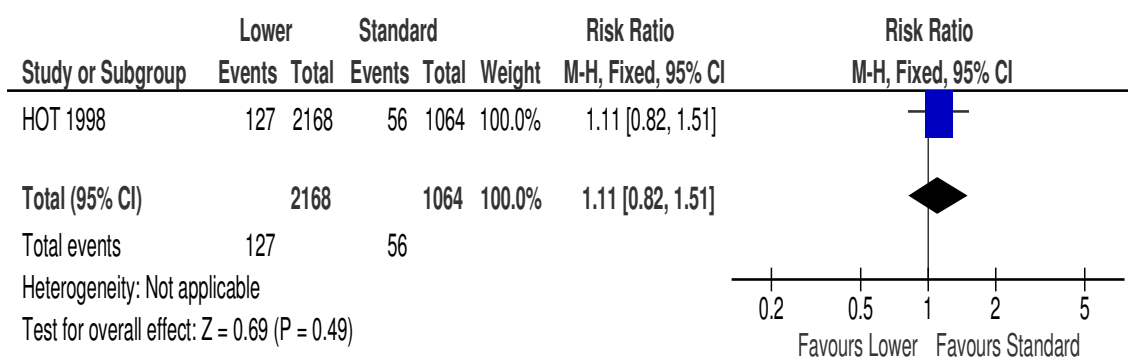 Lower Standard Risk Ratio Risk Ratio
Study or Subgroup Events Total Events Total Weight M-H, Fixed, 95% CI M-H, Fixed, 95% CI
HOT 1998 127 2168 56 1064 100.0% 1.11 [0.82, 1.51]
Total (95% CI) 2168 1064 100.0% 1.11 [0.82, 1.51]
Total events 127 56
Heterogeneity: Not applicable
Test for overall effect: Z = 0.69 (P = 0.49)
0.2 0.5 1 2 5
Favours Lower Favours Standard